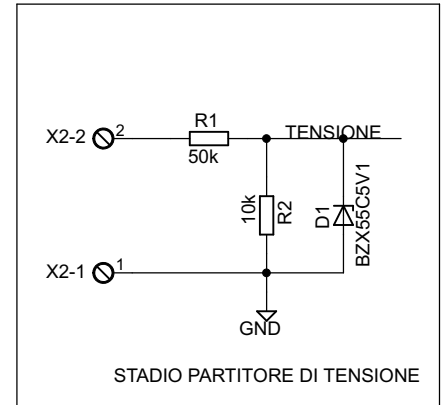 X2-2
2
R1
50k
TENSIONE
10k
R2
D1
BZX55C5V1
X2-1
1
GND
STADIO PARTITORE DI TENSIONE